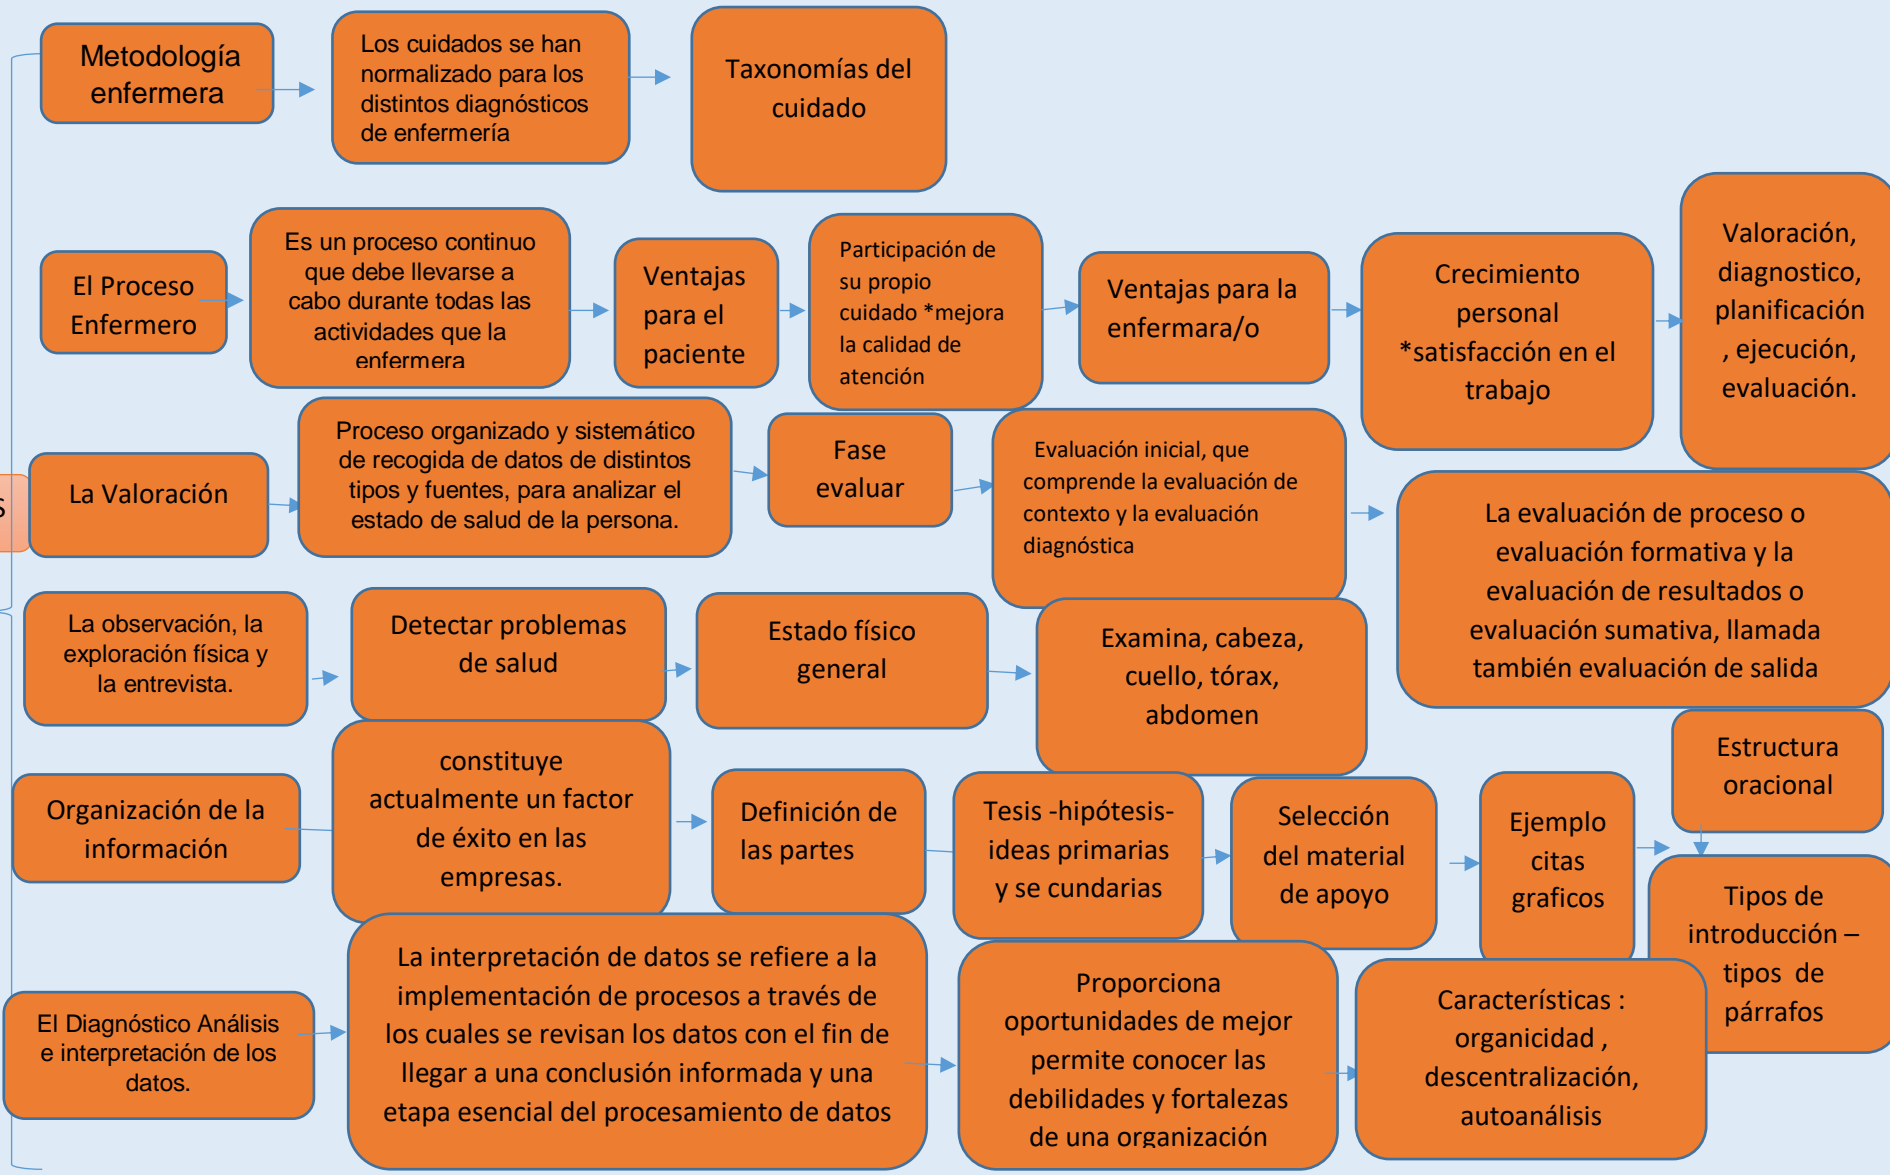 Metodología
enfermera
Los cuidados se han
normalizado para los
distintos diagnósticos
de enfermería
Taxonomías del
cuidado
El Proceso
Enfermero
Es un proceso continuo
que debe llevarse a
cabo durante todas las
actividades que la
enfermera
Ventajas
para el
paciente
Participación de
su propio
cuidado *mejora
la calidad de
atención
Ventajas para la
enfermara/o
Crecimiento
personal
*satisfacción en el
trabajo
Valoración,
diagnostico,
planificación
, ejecución,
evaluación.
S
La Valoración
Proceso organizado y sistemático
de recogida de datos de distintos
tipos y fuentes, para analizar el
estado de salud de la persona.
Fase
evaluar
Evaluación inicial, que
comprende la evaluación de
contexto y la evaluación
diagnóstica
La evaluación de proceso o
evaluación formativa y la
evaluación de resultados o
evaluación sumativa, llamada
también evaluación de salida
La observación, la
exploración física y
la entrevista.
Detectar problemas
de salud
Estado físico
general
Examina, cabeza,
cuello, tórax,
abdomen
Organización de la
información
constituye
actualmente un factor
de éxito en las
empresas.
Definición de
las partes
Tesis -hipótesis-
ideas primarias
y se cundarias
Selección
del material
de apoyo
Ejemplo
citas
graficos
Estructura
oracional
Tipos de
introducción –
tipos de
párrafos
El Diagnóstico Análisis
e interpretación de los
datos.
La interpretación de datos se refiere a la
implementación de procesos a través de
los cuales se revisan los datos con el fin de
llegar a una conclusión informada y una
etapa esencial del procesamiento de datos
Proporciona
oportunidades de mejor
permite conocer las
debilidades y fortalezas
de una organización
Características :
organicidad ,
descentralización,
autoanálisis